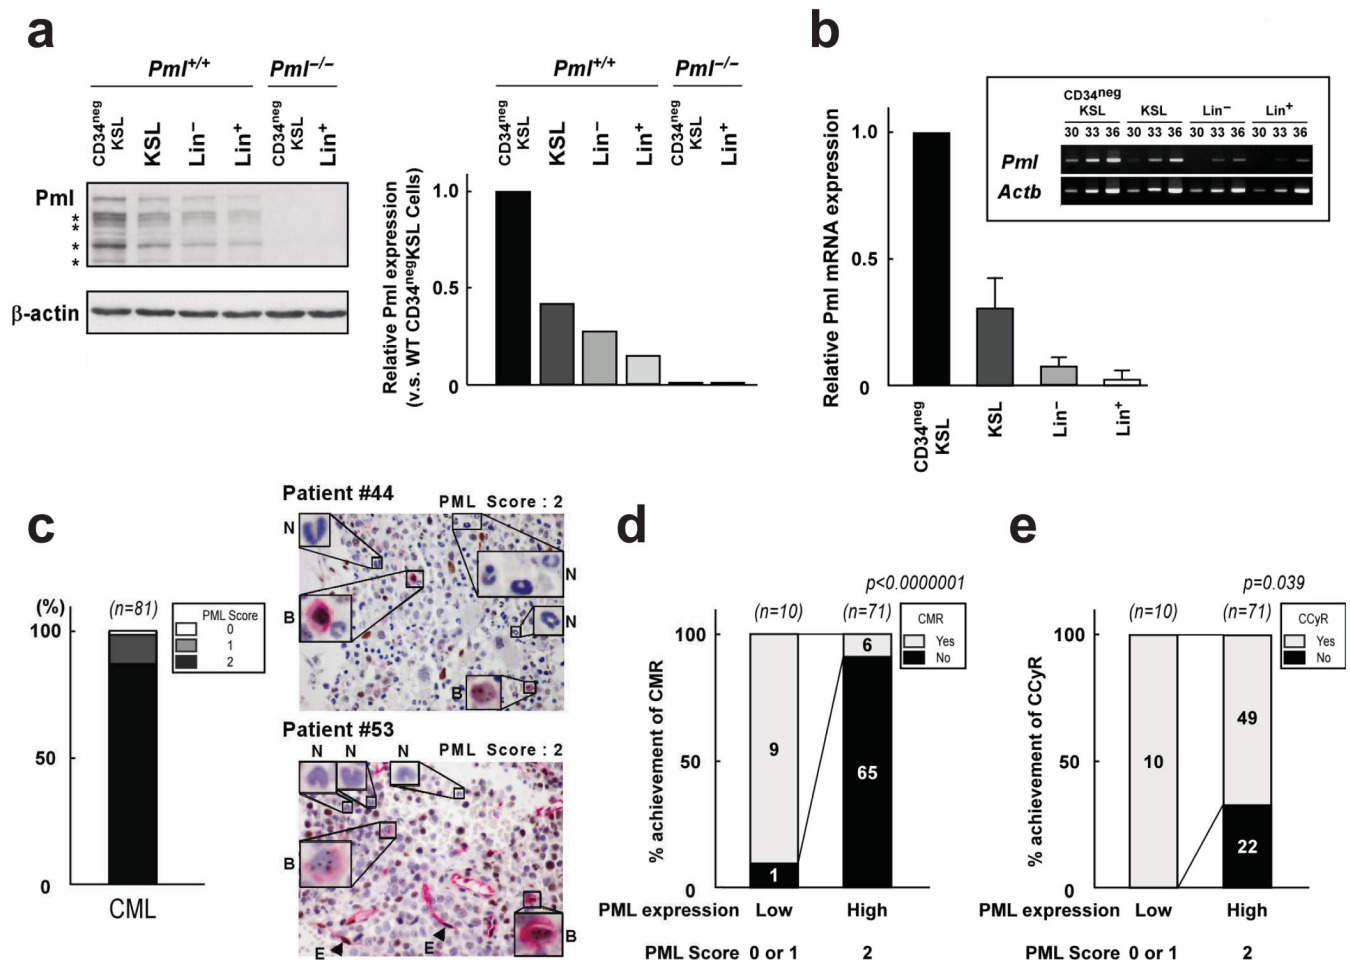 a
Pml+/+
Pml−/−
CD34neg
KSL
KSL
Lin−
Lin+
CD34neg
KSL
Lin+
Pml
*
*
*
*
β-actin
Pml+/+
Pml−/−
CD34neg
KSL
KSL
Lin−
Lin+
CD34neg
KSL
Lin+
Relative Pml expression
(v.s. WT CD34negKSL Cells)
1.0
0.5
0
b
Relative Pml mRNA expression
1.0
0.5
0
CD34neg
KSL
KSL
Lin−
Lin+
CD34neg
KSL KSL Lin− Lin+
30 33 36 30 33 36 30 33 36 30 33 36
Pml
Actb
c
(%)
100
50
0
(n=81)
PML Score
0
1
2
CML
Patient #44
PML Score : 2
N
N
B
N
B
Patient #53
PML Score : 2
N N N
B
B
E
E
d
p<0.0000001
(n=10) (n=71)
CMR
Yes
No
% achievement of CMR
100
50
0
9
1
6
65
PML expression Low High
PML Score 0 or 1 2
e
p=0.039
(n=10) (n=71)
CCyR
Yes
No
% achievement of CCyR
100
50
0
10
49
22
PML expression Low High
PML Score 0 or 1 2